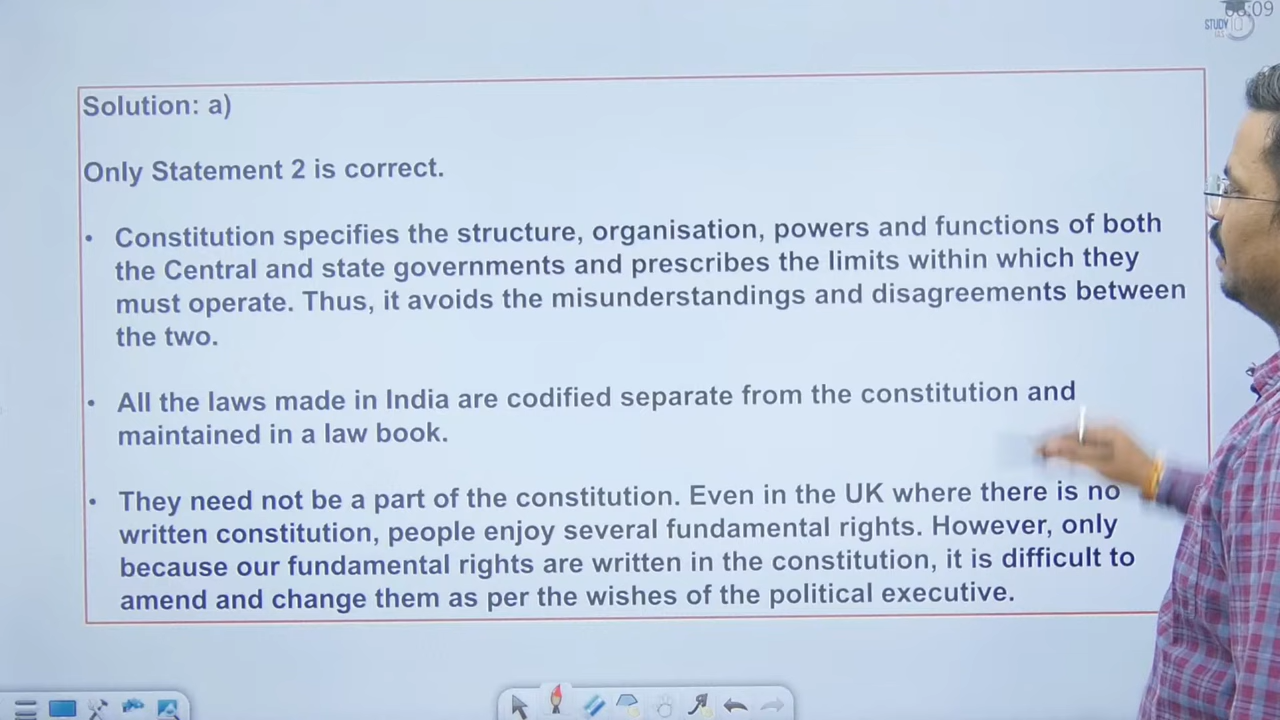 09
STUDY
Solution: a)
Only Statement 2 is correct.
• Constitution specifies the structure, organisation, powers and functions of both
the Central and state governments and prescribes the limits within which they
must operate. Thus, it avoids the misunderstandings and disagreements between
the two.
• All the laws made in India are codified separate from the constitution and
maintained in a law book.
• They need not be a part of the constitution. Even in the UK where there is no
written constitution, people enjoy several fundamental rights. However, only
because our fundamental rights are written in the constitution, it is difficult to
amend and change them as per the wishes of the political executive.